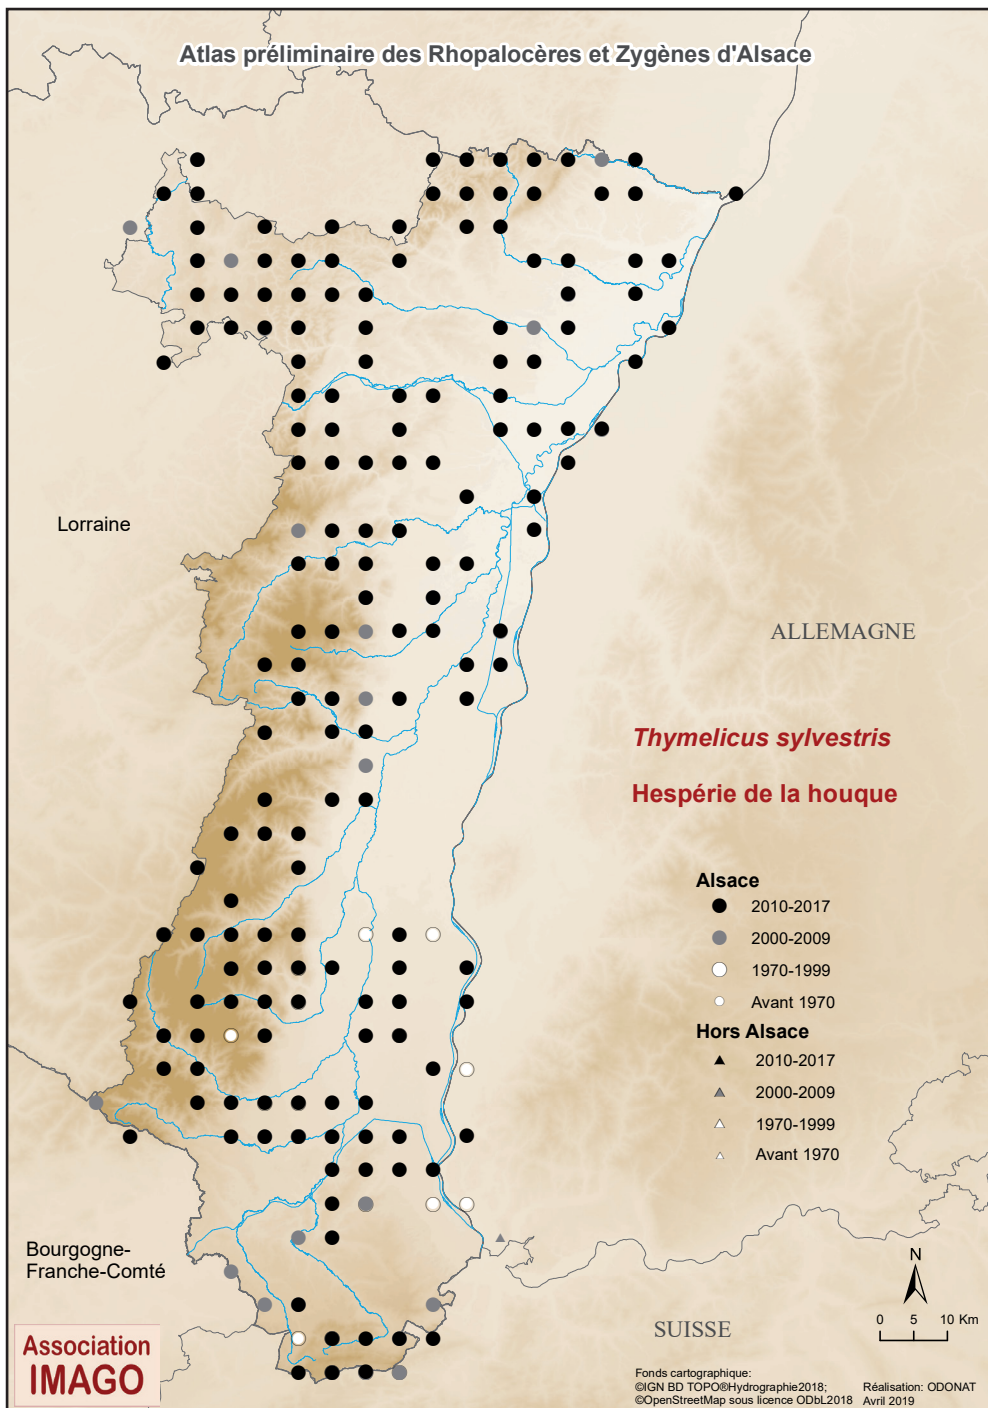 Atlas préliminaire des Rhopalocères et Zygènes d'Alsace
Lorraine
ALLEMAGNE
Thymelicus sylvestris
Hespérie de la houque
Alsace
2010-2017
2000-2009
1970-1999
Avant 1970
Hors Alsace
2010-2017
2000-2009
1970-1999
Avant 1970
Bourgogne-
Franche-Comté
N
0 5 10 Km
SUISSE
Association
IMAGO
Fonds cartographique:
©IGN BD TOPO®Hydrographie2018;
©OpenStreetMap sous licence ODbL2018
Réalisation: ODONAT
Avril 2019